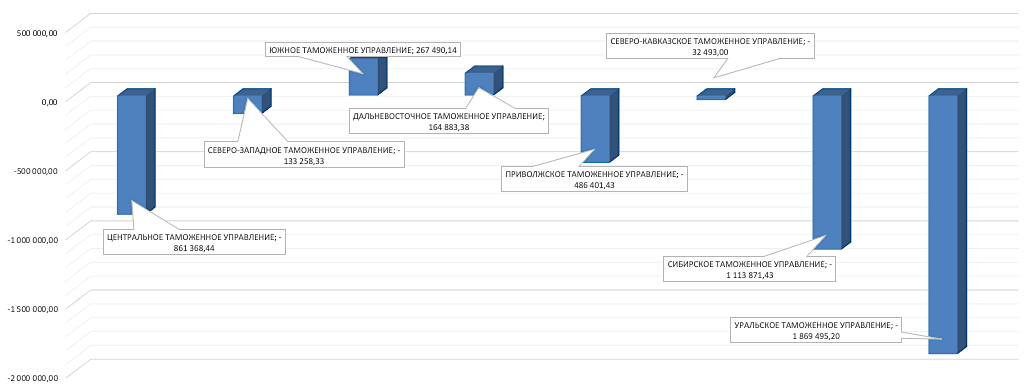 500 000,00
0,00
-500 000,00
-1 000 000,00
-1 500 000,00
-2 000 000,00
ЦЕНТРАЛЬНОЕ ТАМОЖЕННОЕ УПРАВЛЕНИЕ; -
861 368,44
СЕВЕРО-ЗАПАДНОЕ ТАМОЖЕННОЕ УПРАВЛЕНИЕ; -
133 258,33
ЮЖНОЕ ТАМОЖЕННОЕ УПРАВЛЕНИЕ; 267 490,14
ДАЛЬНЕВОСТОЧНОЕ ТАМОЖЕННОЕ УПРАВЛЕНИЕ;
164 883,38
ПРИВОЛЖСКОЕ ТАМОЖЕННОЕ УПРАВЛЕНИЕ; -
486 401,43
СЕВЕРО-КАВКАЗСКОЕ ТАМОЖЕННОЕ УПРАВЛЕНИЕ; -
32 493,00
СИБИРСКОЕ ТАМОЖЕННОЕ УПРАВЛЕНИЕ; -
1 113 871,43
УРАЛЬСКОЕ ТАМОЖЕННОЕ УПРАВЛЕНИЕ; -
1 869 495,20